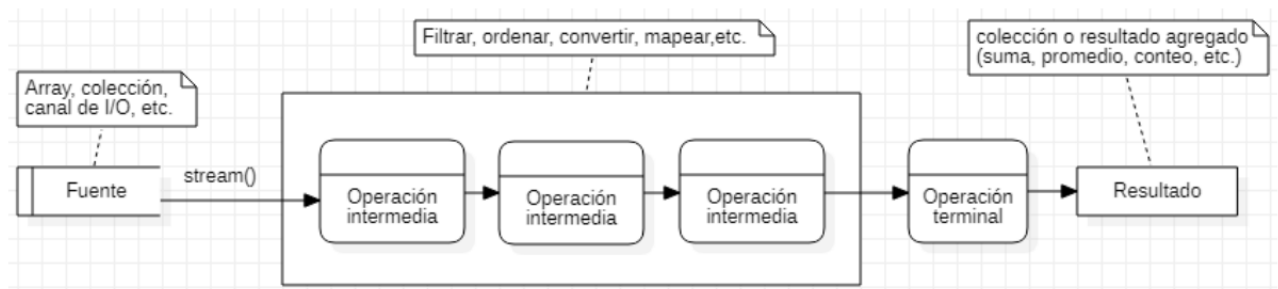 Filtrar, ordenar, convertir, mapear,etc.
colección o resultado agregado
(suma, promedio, conteo, etc.)
Array, colección,
canal de I/O, etc.
Fuente
stream()
Operación
intermedia
Operación
intermedia
Operación
intermedia
Operación
terminal
Resultado